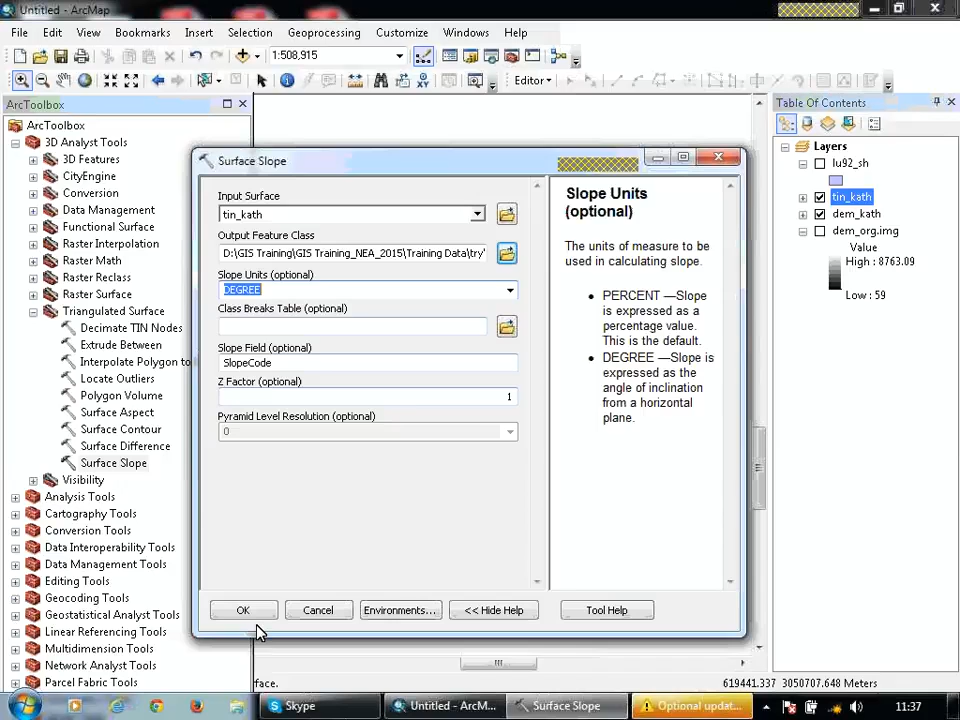 Untitled - ArcMap
File Edit View Bookmarks Insert Selection Geoprocessing Customize Windows Help
1:508,915
Editor
ArcToolbox
ArcToolbox
3D Analyst Tools
3D Features
CityEngine
Conversion
Data Management
Functional Surface
Raster Interpolation
Raster Math
Raster Reclass
Raster Surface
Triangulated Surface
Decimate TIN Nodes
Extrude Between
Interpolate Polygon to
Locate Outliers
Polygon Volume
Surface Aspect
Surface Contour
Surface Difference
Surface Slope
Visibility
Analysis Tools
Cartography Tools
Conversion Tools
Data Interoperability Tools
Data Management Tools
Editing Tools
Geocoding Tools
Geostatistical Analyst Tools
Linear Referencing Tools
Multidimension Tools
Network Analyst Tools
Parcel Fabric Tools
Surface Slope
Input Surface
tin_kath
Output Feature Class
D:\GIS Training\GIS Training_NEA_2015\Training Data\try'
Slope Units (optional)
DEGREE
Class Breaks Table (optional)
Slope Field (optional)
SlopeCode
Z Factor (optional)
1
Pyramid Level Resolution (optional)
0
OK Cancel Environments... << Hide Help Tool Help
Slope Units
(optional)
The units of measure to be
used in calculating slope.
• PERCENT —Slope
is expressed as a
percentage value.
This is the default.
• DEGREE —Slope is
expressed as the
angle of inclination
from a horizontal
plane.
Table Of Contents
Layers
lu92_sh
tin_kath
dem_kath
dem_org.img
Value
High : 8763.09
Low : 59
rface.
619441.337 3050707.648 Meters
Skype
Untitled - ArcM...
Surface Slope
Optional updat...
11:37